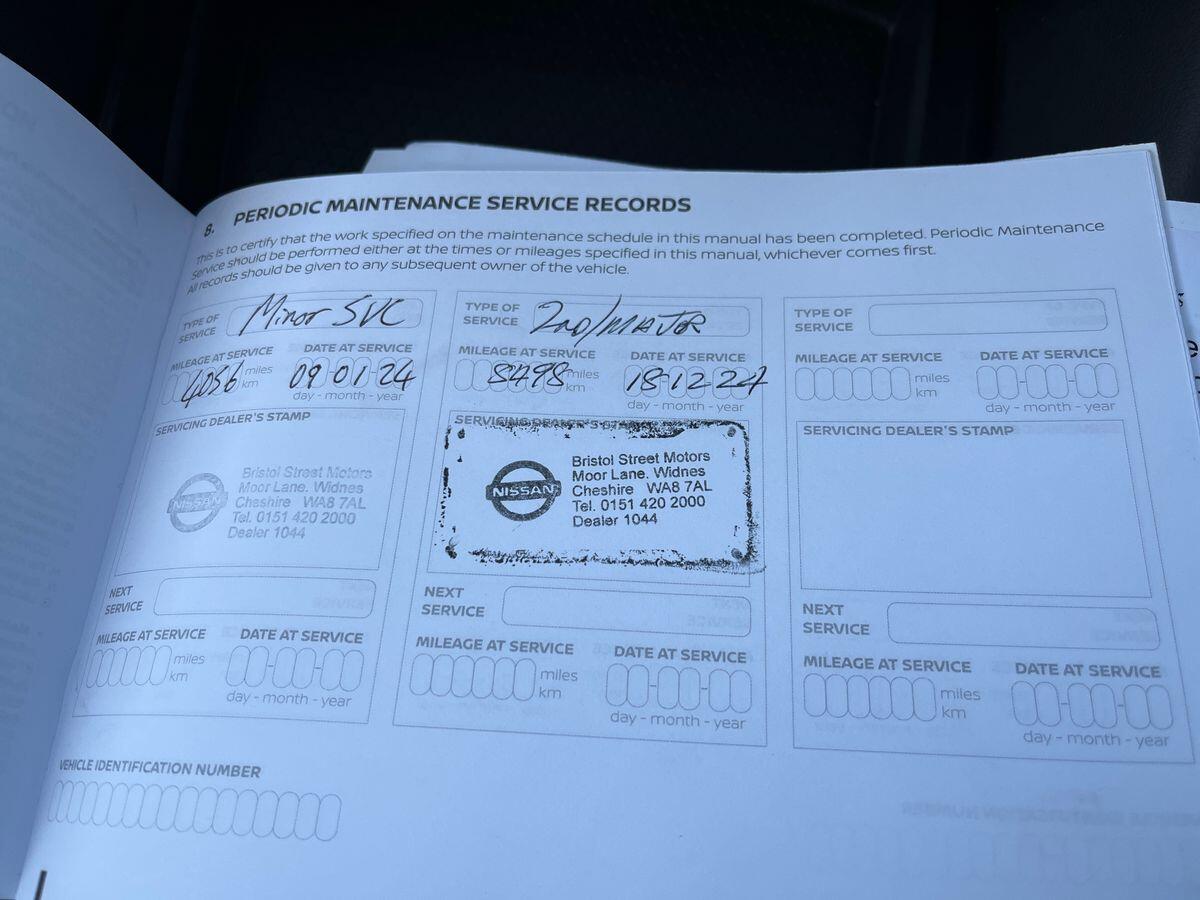 8. PERIODIC MAINTENANCE SERVICE RECORDS
This is to certify that the work specified on the maintenance schedule in this manual has been completed. Periodic Maintenance
Service should be performed either at the times or mileages specified in this manual, whichever comes first.
All records should be given to any subsequent owner of the vehicle.
TYPE OF
SERVICE
Minor SVC
MILEAGE AT SERVICE
4056
miles
km
DATE AT SERVICE
09 01 24
day - month - year
SERVICING DEALER'S STAMP
NISSAN
Bristol Street Motors
Moor Lane. Widnes
Cheshire WA8 7AL
Tel. 0151 420 2000
Dealer 1044
NEXT
SERVICE
MILEAGE AT SERVICE
miles
km
DATE AT SERVICE
day - month - year
TYPE OF
SERVICE
2ND/MAJOR
MILEAGE AT SERVICE
8498
miles
km
DATE AT SERVICE
18-12 24
day - month - year
SERVICING DEALER'S STAMP
NISSAN
Bristol Street Motors
Moor Lane. Widnes
Cheshire WA8 7AL
Tel. 0151 420 2000
Dealer 1044
NEXT
SERVICE
MILEAGE AT SERVICE
miles
km
DATE AT SERVICE
day - month - year
TYPE OF
SERVICE
MILEAGE AT SERVICE
miles
km
DATE AT SERVICE
day - month - year
SERVICING DEALER'S STAMP
NEXT
SERVICE
MILEAGE AT SERVICE
miles
km
DATE AT SERVICE
day - month - year
VEHICLE IDENTIFICATION NUMBER